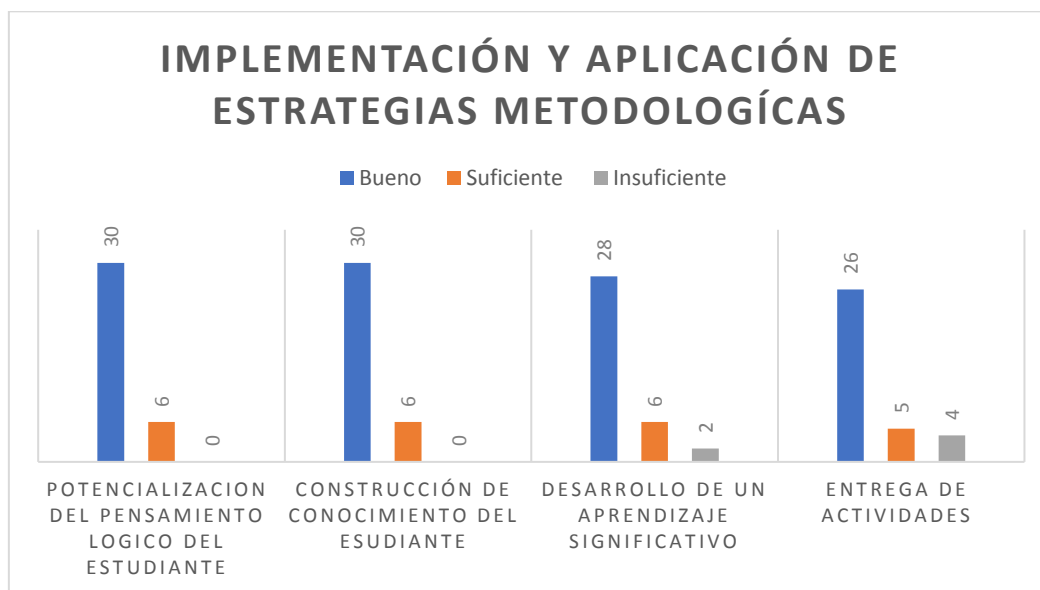 IMPLEMENTACIÓN Y APLICACIÓN DE
ESTRATEGIAS METODOLOGÍCAS
Bueno Suficiente Insuficiente
30 6 0 30 6 0 28 6 2 26 5 4
POTENCIALIZACION
DEL PENSAMIENTO
LOGICO DEL
ESTUDIANTE
CONSTRUCCIÓN DE
CONOCIMIENTO DEL
ESUDIANTE
DESARROLLO DE UN
APRENDIZAJE
SIGNIFICATIVO
ENTREGA DE
ACTIVIDADES